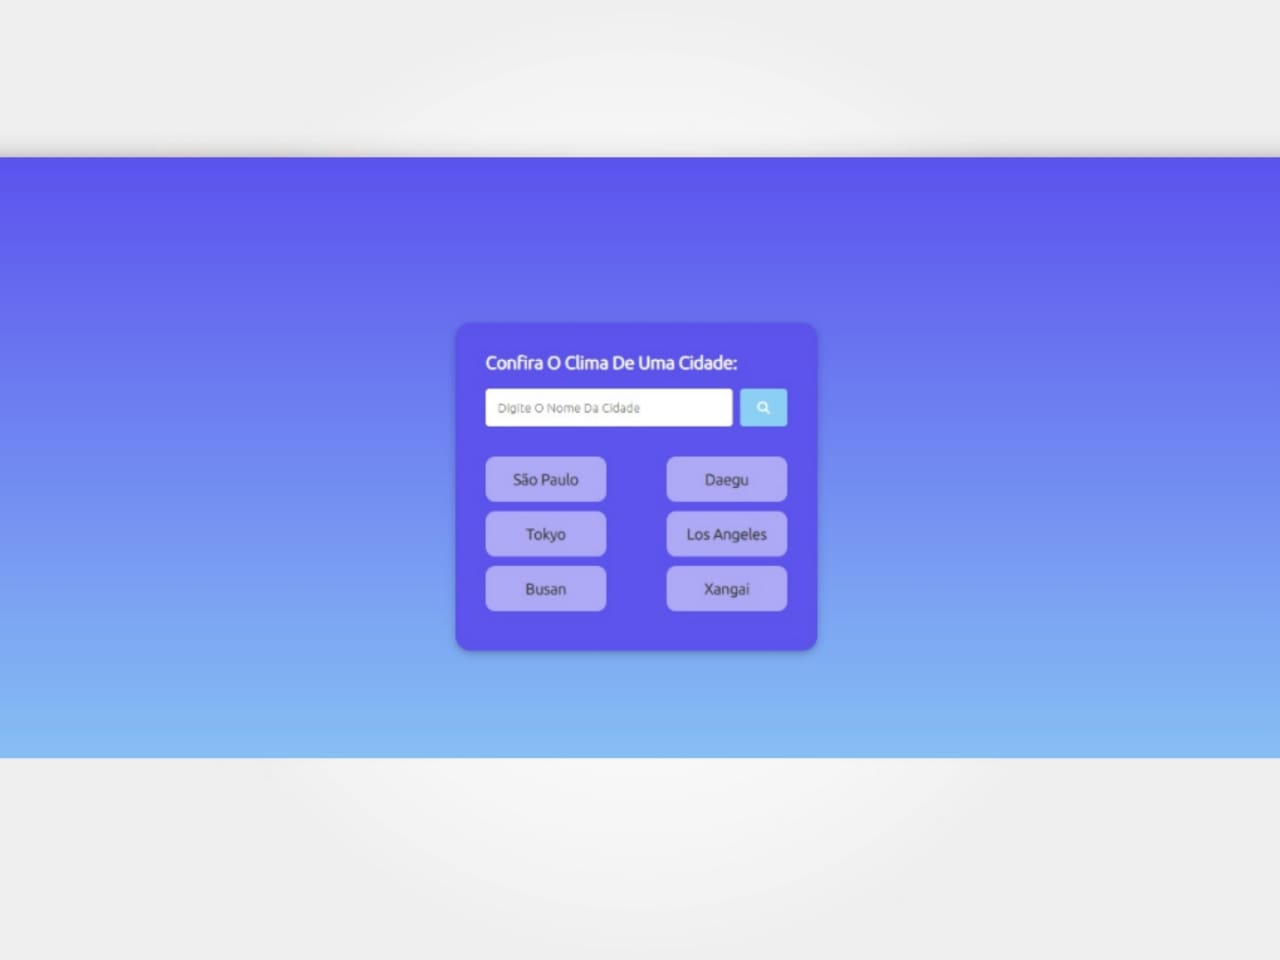 Confira O Clima De Uma Cidade:
Digite O Nome Da Cidade
São Paulo
Daegu
Tokyo
Los Angeles
Busan
Xangai